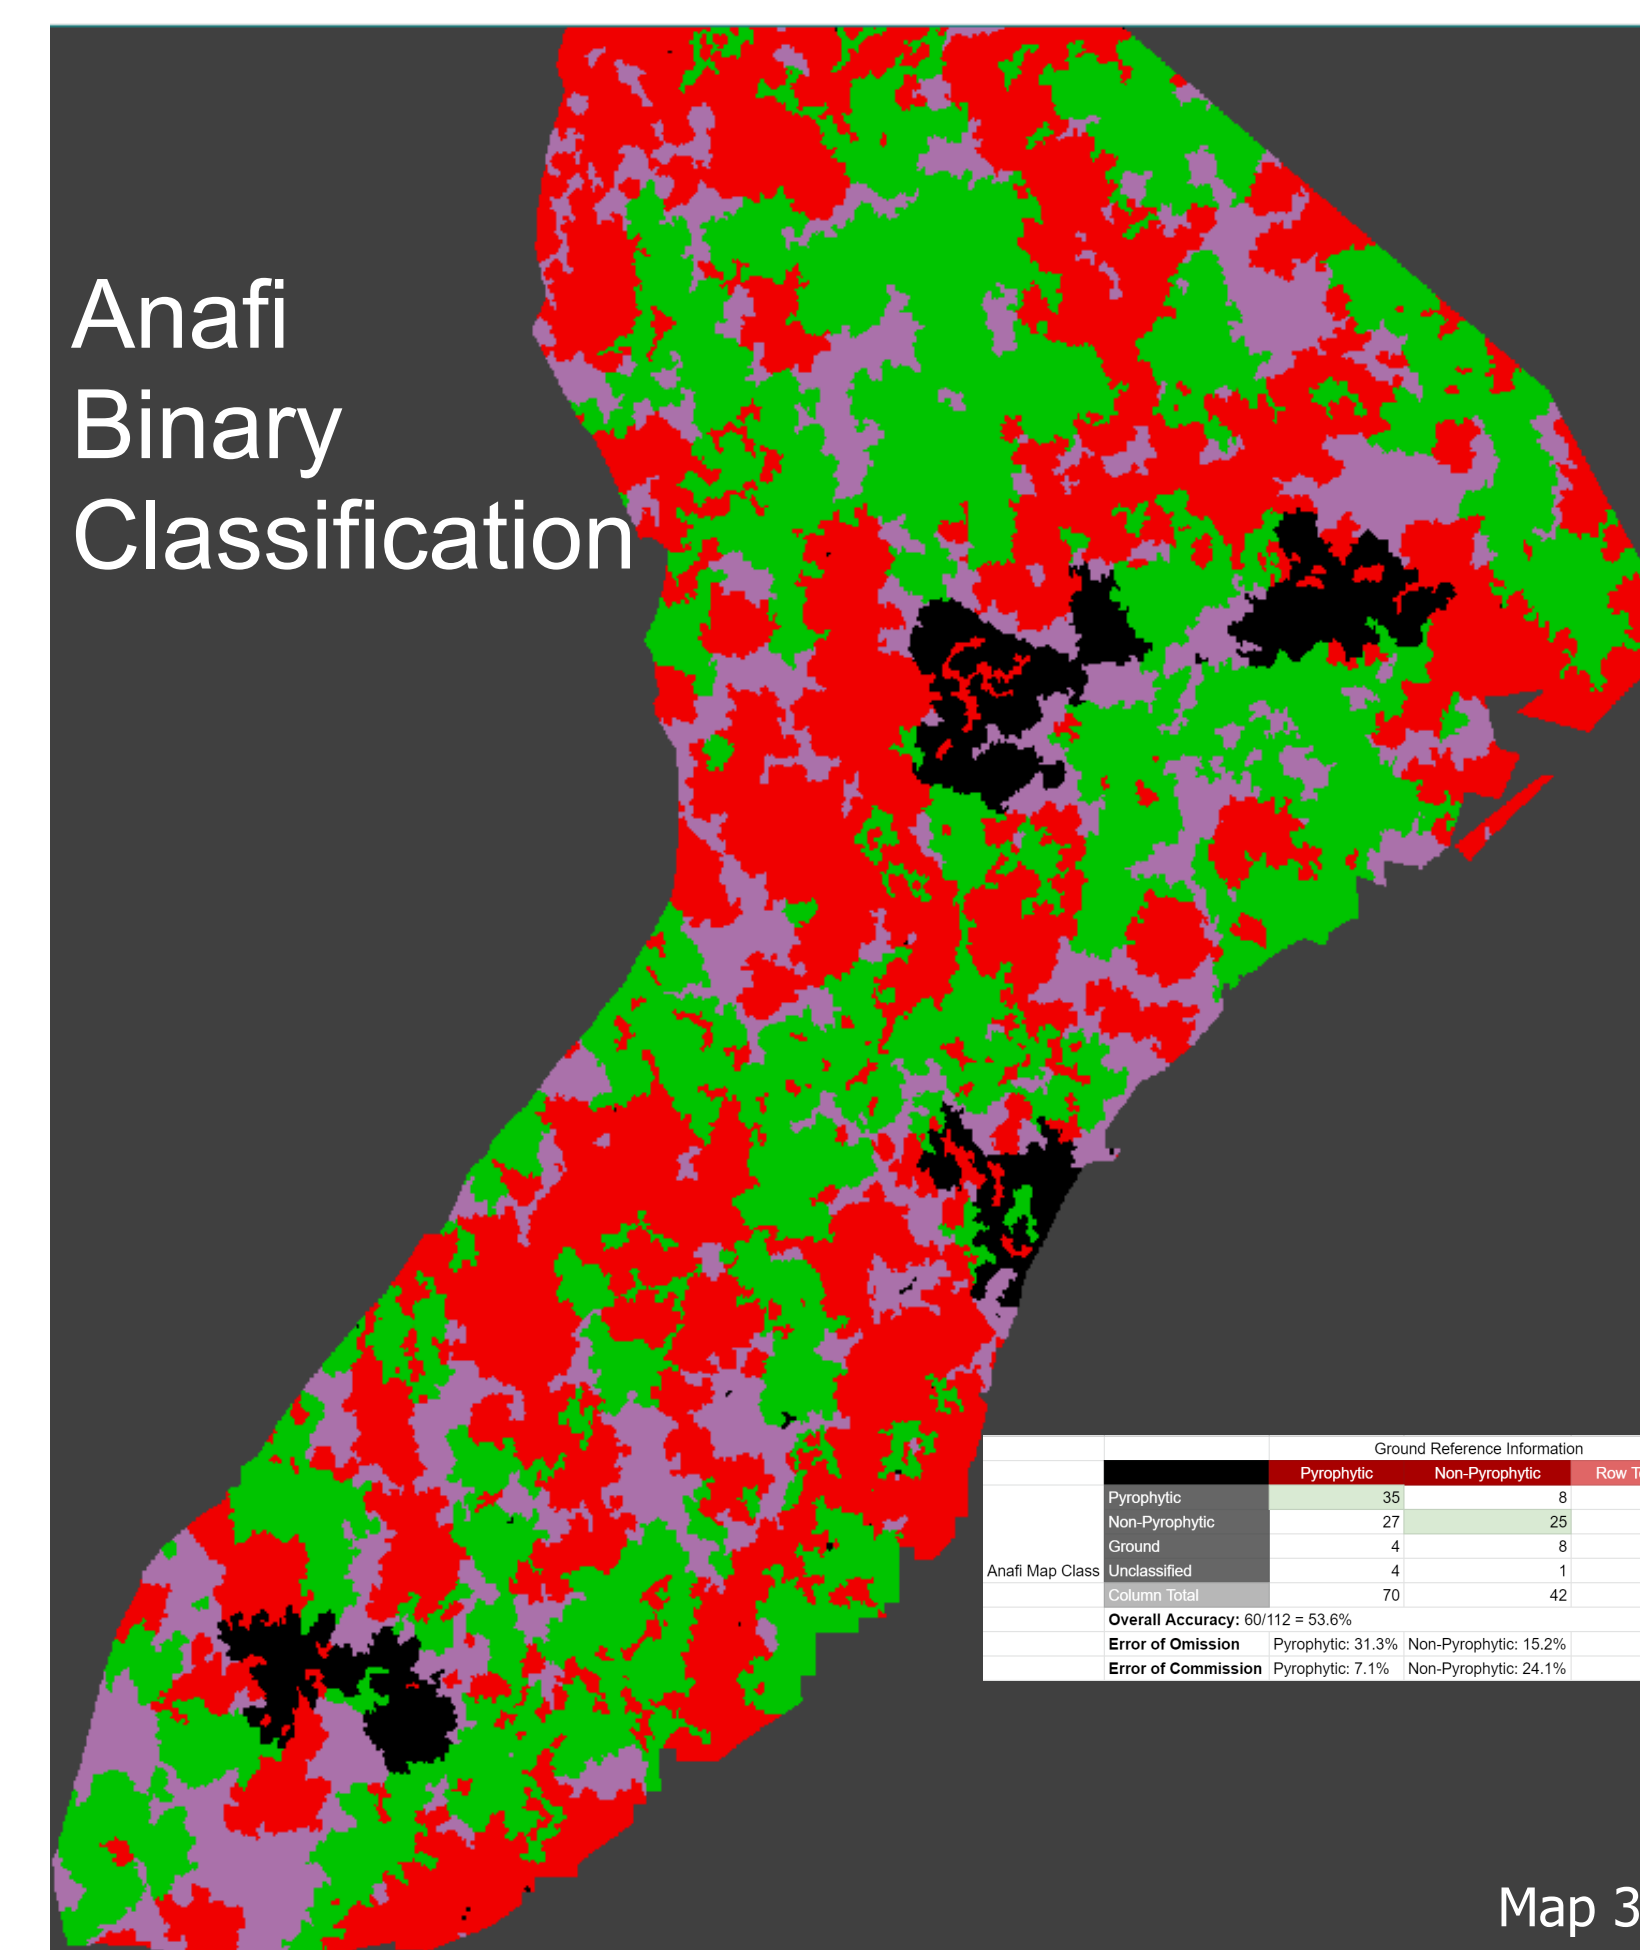 Anafi
Binary
Classification
Ground Reference Information
Pyrophytic Non-Pyrophytic Row
Pyrophytic 35 8
Non-Pyrophytic 27 25
Ground 4 8
Anafi Map Class Unclassified 4 1
Column Total 70 42
Overall Accuracy: 60/112 = 53.6%
Error of Omission Pyrophytic: 31.3% Non-Pyrophytic: 15.2%
Error of Commission Pyrophytic: 7.1% Non-Pyrophytic: 24.1%
Map 3